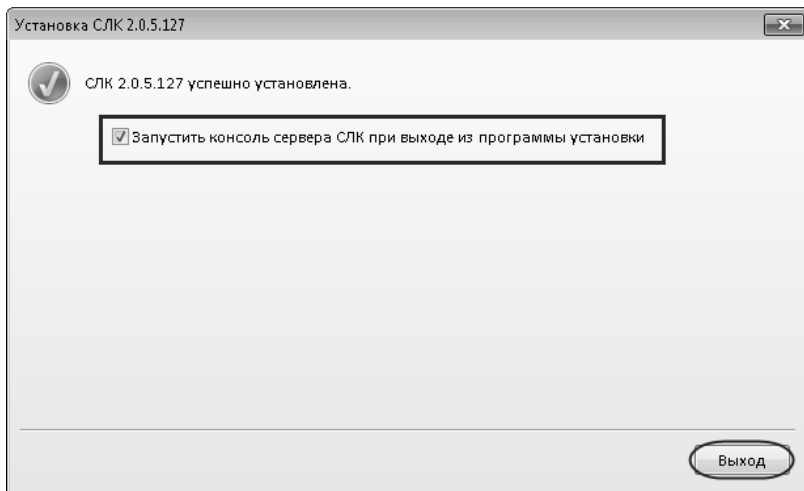 Установка СЛК 2.0.5.127
СЛК 2.0.5.127 успешно установлена.
Запустить консоль сервера СЛК при выходе из программы установки
Выход